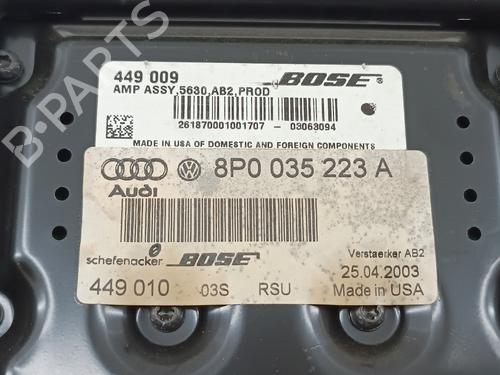 449 009
BOSE®
AMP ASSY,5630,AB2,PROD
261870001001707 - 03063094
MADE IN USA OF DOMESTIC AND FOREIGN COMPONENTS
8P0 035 223 A
Audi
schefenacker
BOSE
Verstaerker AB2
25.04.2003
449 010 03S RSU Made in USA